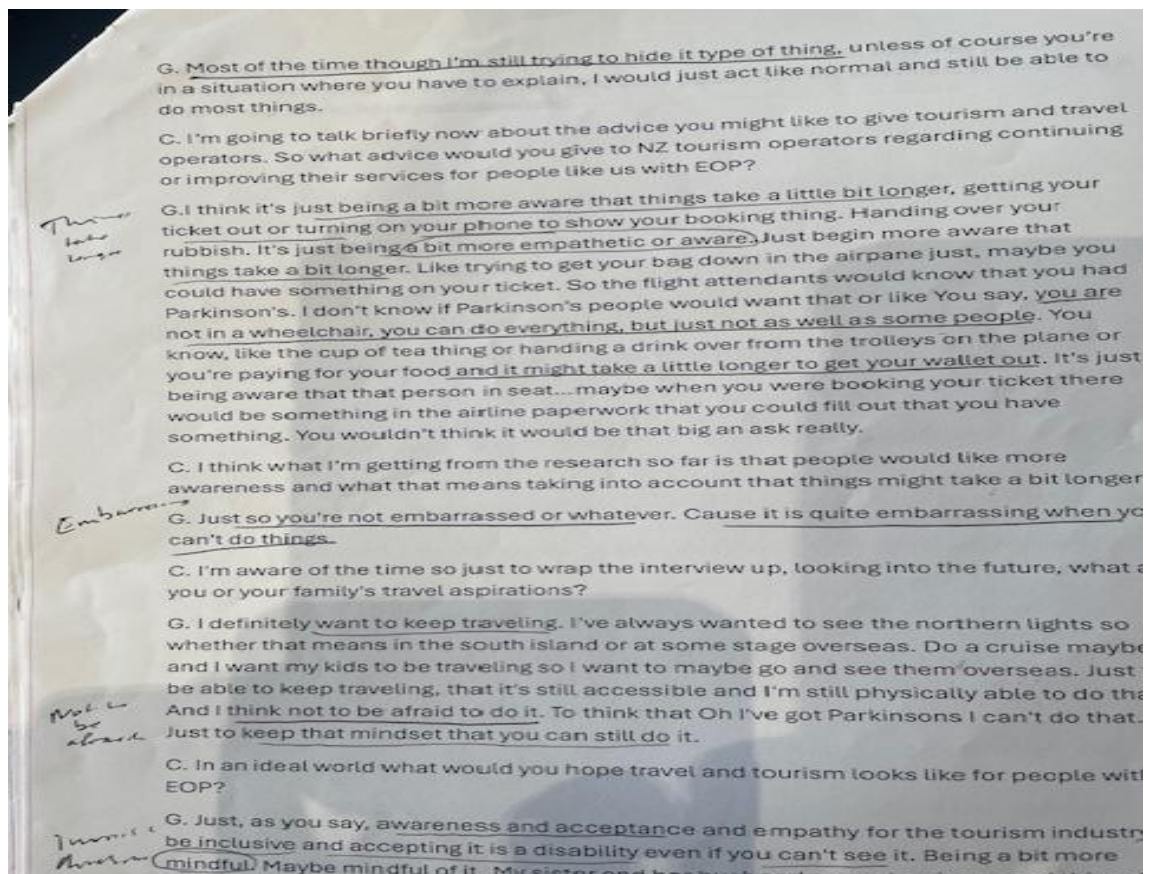 G. Most of the time though I'm still trying to hide it type of thing, unless of course you're
in a situation where you have to explain, I would just act like normal and still be able to
do most things.
C. I'm going to talk briefly now about the advice you might like to give tourism and travel
operators. So what advice would you give to NZ tourism operators regarding continuing
or improving their services for people like us with EOP?
G.I think it's just being a bit more aware that things take a little bit longer, getting your
ticket out or turning on your phone to show your booking thing. Handing over your
rubbish. It's just being a bit more empathetic or aware. Just begin more aware that
things take a bit longer. Like trying to get your bag down in the airpane just, maybe you
could have something on your ticket. So the flight attendants would know that you had
Parkinson's. I don't know if Parkinson's people would want that or like You say, you are
not in a wheelchair, you can do everything, but just not as well as some people. You
know, like the cup of tea thing or handing a drink over from the trolleys on the plane or
you're paying for your food and it might take a little longer to get your wallet out. It's just
being aware that that person in seat...maybe when you were booking your ticket there
would be something in the airline paperwork that you could fill out that you have
something. You wouldn't think it would be that big an ask really.
C. I think what I'm getting from the research so far is that people would like more
awareness and what that means taking into account that things might take a bit longer
G. Just so you're not embarrassed or whatever. Cause it is quite embarrassing when yo
can't do things.
C. I'm aware of the time so just to wrap the interview up, looking into the future, what a
you or your family's travel aspirations?
G. I definitely want to keep traveling. I've always wanted to see the northern lights so
whether that means in the south island or at some stage overseas. Do a cruise maybe
and I want my kids to be traveling so I want to maybe go and see them overseas. Just
be able to keep traveling, that it's still accessible and I'm still physically able to do tha
And I think not to be afraid to do it. To think that Oh I've got Parkinsons I can't do that.
Just to keep that mindset that you can still do it.
C. In an ideal world what would you hope travel and tourism looks like for people wit
EOP?
G. Just, as you say, awareness and acceptance and empathy for the tourism industr
be inclusive and accepting it is a disability even if you can't see it. Being a bit more
mindful. Maybe mindful of it. My sister and
Things
take
longer
Not to
be
afraid